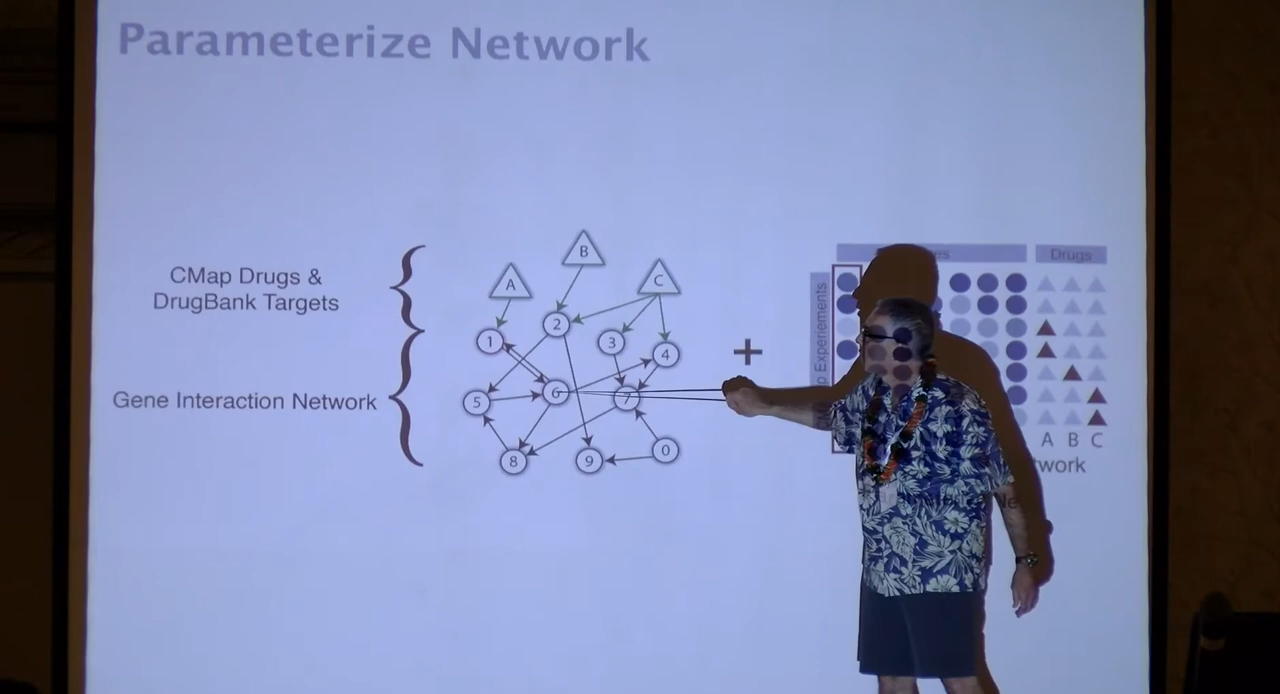 Parameterize Network
CMap Drugs &
DrugBank Targets
Gene Interaction Network
A
B
C
1
2
3
4
5
6
7
8
9
0
+
Drugs
Experiements
A B C